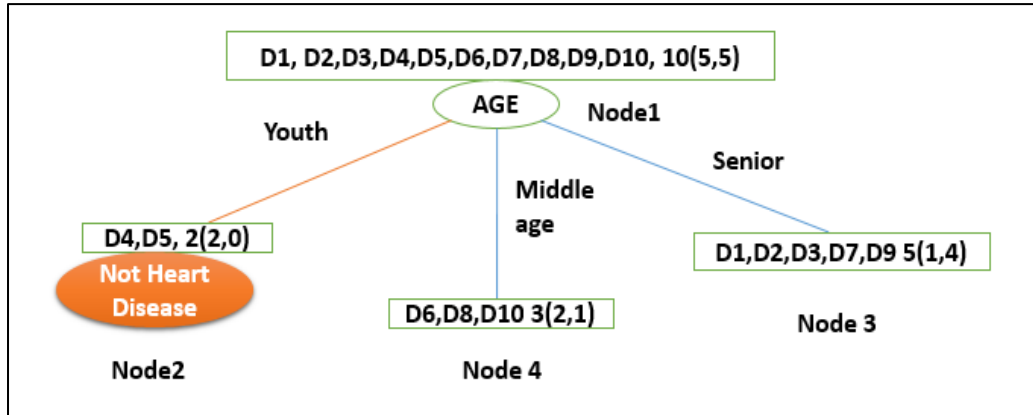 D1, D2,D3,D4,D5,D6,D7,D8,D9,D10, 10(5,5)
AGE
Node1
Youth
Senior
Middle
age
D4,D5, 2(2,0)
Not Heart
Disease
D1,D2,D3,D7,D9 5(1,4)
D6,D8,D10 3(2,1)
Node 3
Node2
Node 4